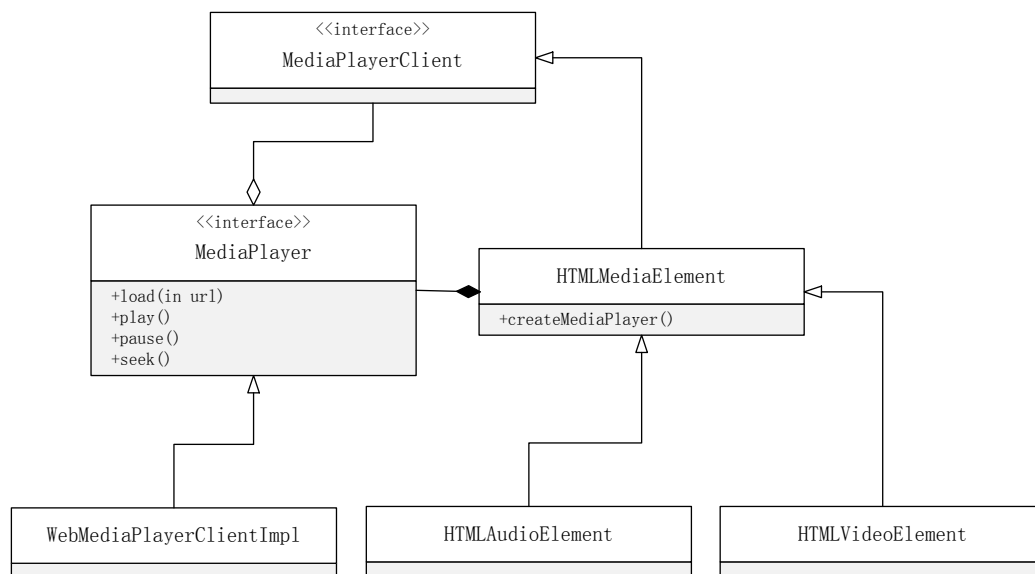 <<interface>>
MediaPlayerClient
<<interface>>
MediaPlayer
+load(in url)
+play()
+pause()
+seek()
HTMLMediaElement
+createMediaPlayer()
WebMediaPlayerClientImpl
HTMLAudioElement
HTMLVideoElement